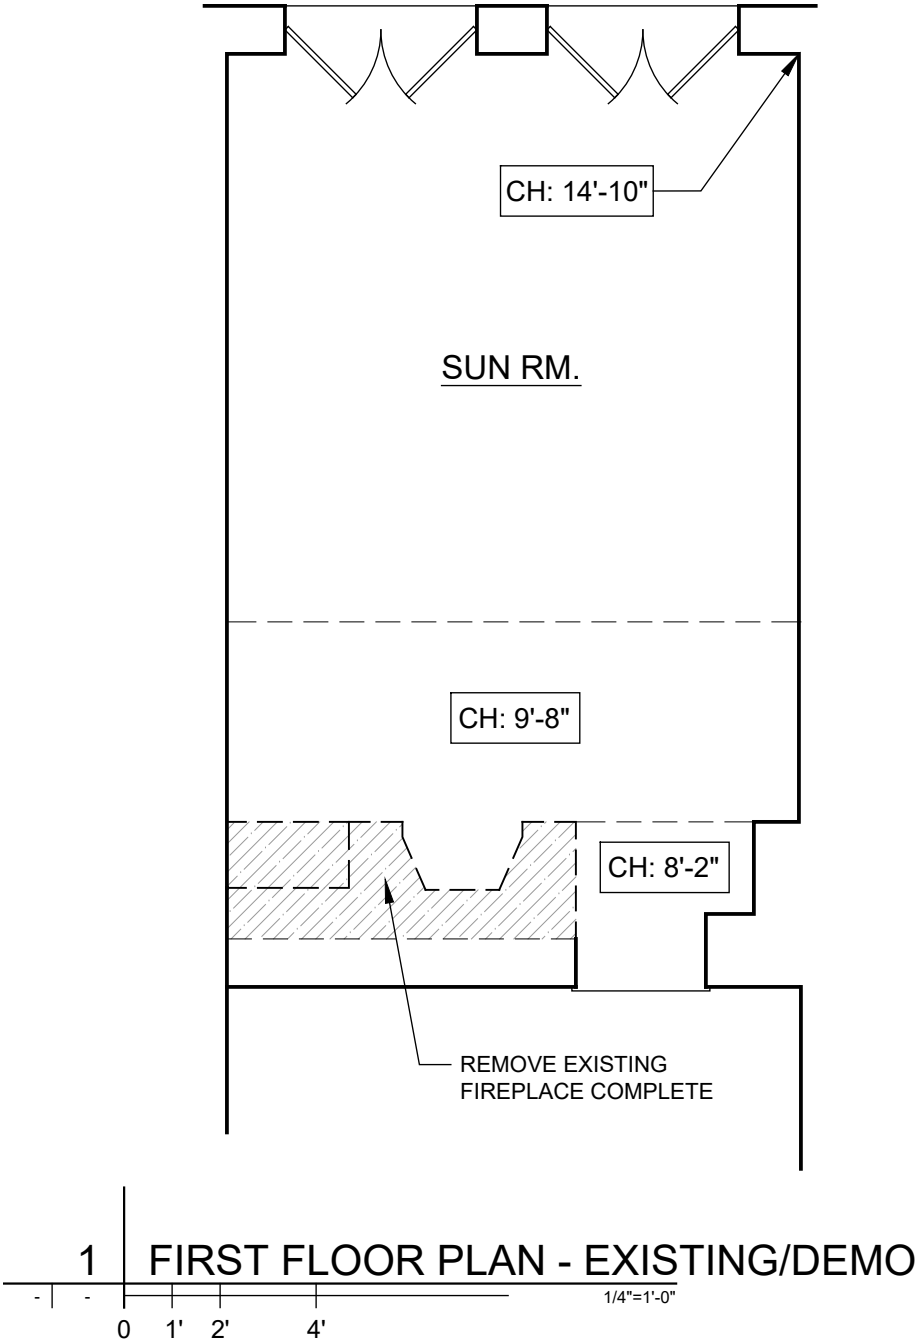 CH: 14'-10"
SUN RM.
CH: 9'-8"
CH: 8'-2"
REMOVE EXISTING
FIREPLACE COMPLETE
1 FIRST FLOOR PLAN - EXISTING/DEMO
- - 1/4"=1'-0"
0 1' 2' 4'